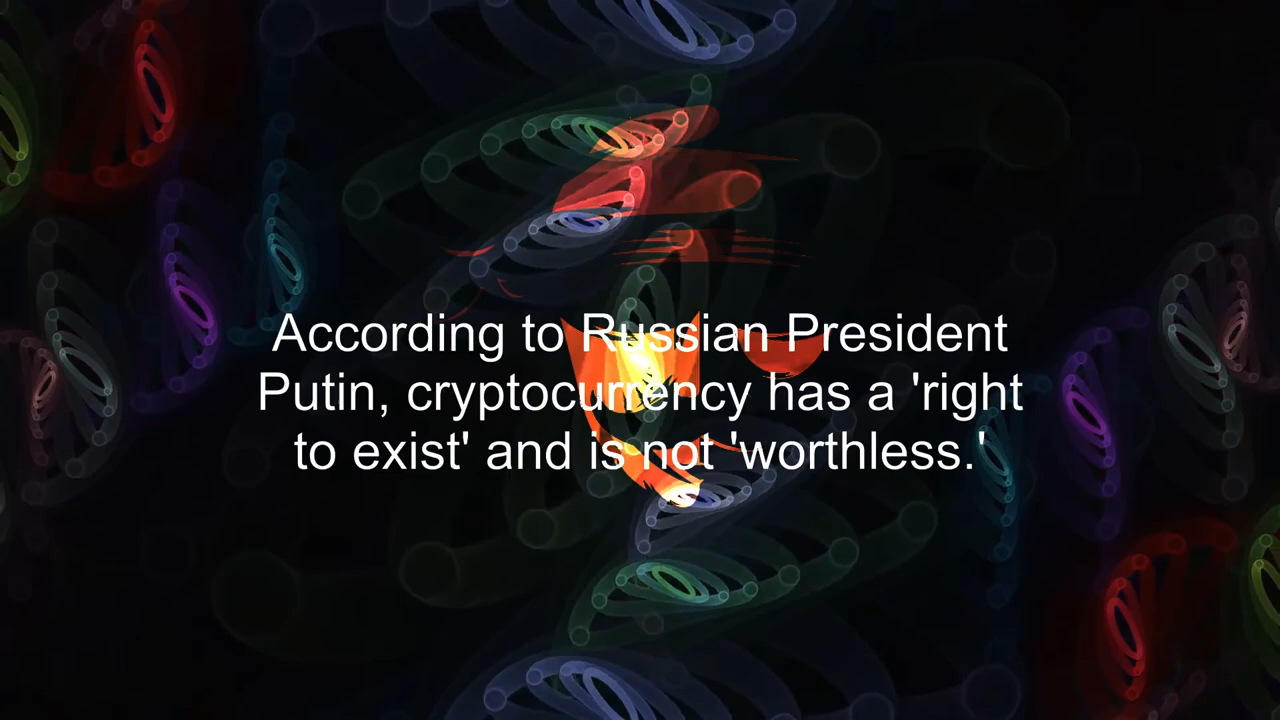 According to Russian President
Putin, cryptocurrency has a 'right
to exist' and is not 'worthless.'